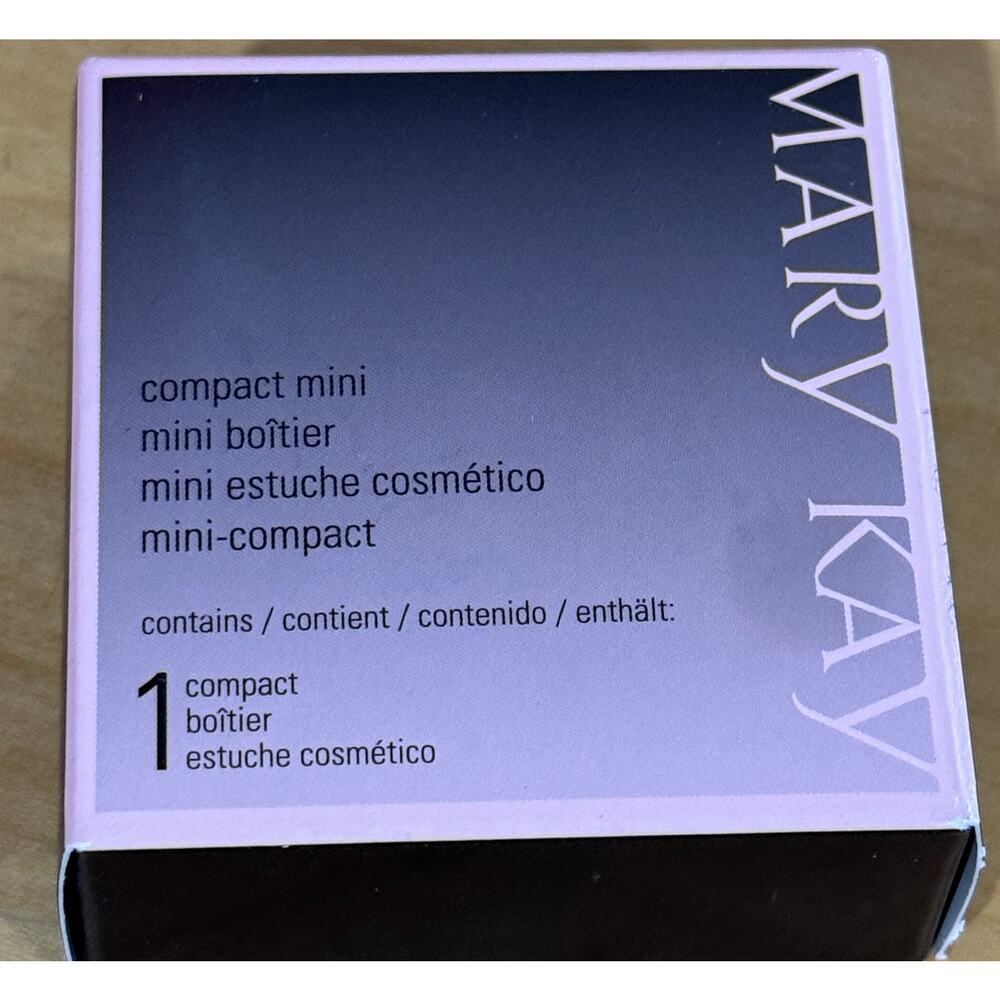 MARY KAY
compact mini
mini boîtier
mini estuche cosmético
mini-compact
contains / contient / contenido / enthält:
1 compact
boîtier
estuche cosmético